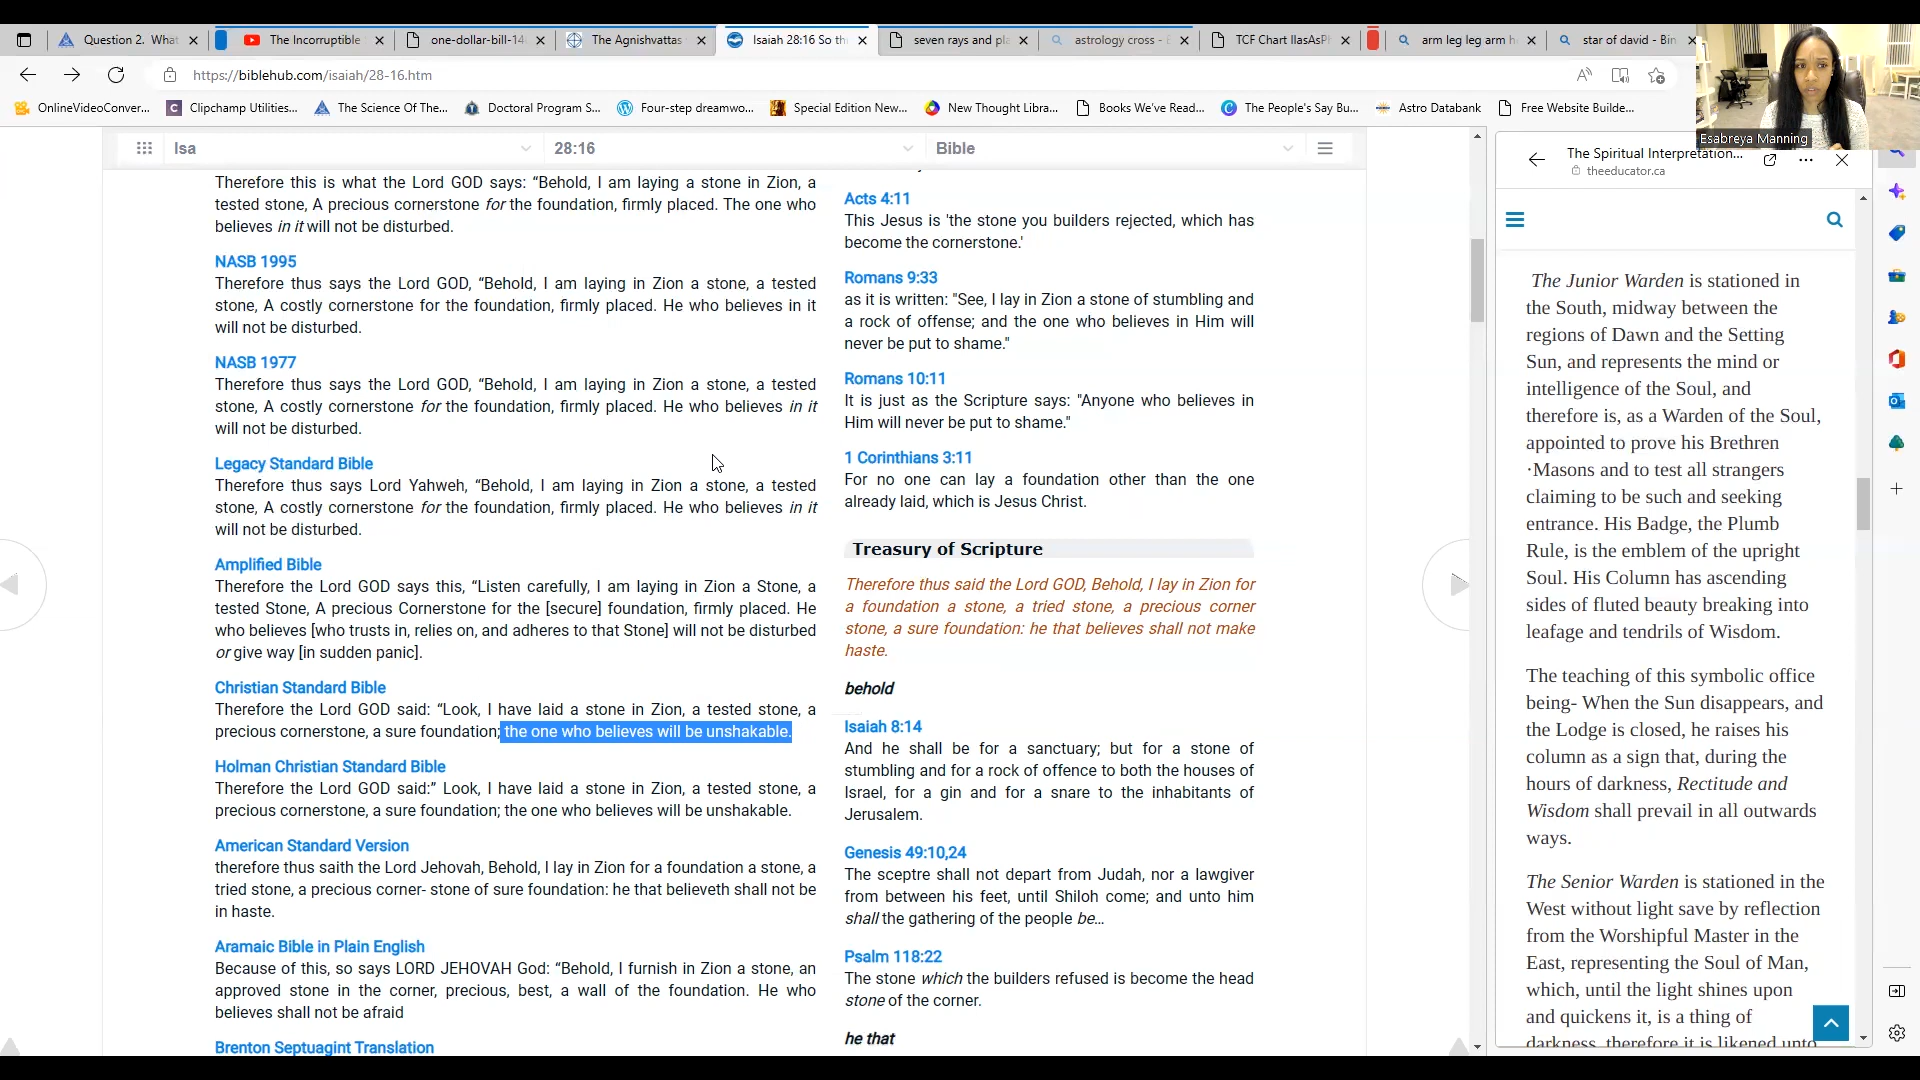 Question 2. What
The Incorruptible
one-dollar-bill-14
The Agnishvattas
Isaiah 28:16 So th
seven rays and pla
astrology cross - B
TCF Chart IlasAsP
arm leg leg arm h
star of david - Bin
https://biblehub.com/isaiah/28-16.htm
OnlineVideoConver...
Clipchamp Utilities...
The Science Of The...
Doctoral Program S...
Four-step dreamwo...
Special Edition New...
New Thought Libra...
Books We've Read...
The People's Say Bu...
Astro Databank
Free Website Builde...
Esabreya Manning
Isa
28:16
Bible
Therefore this is what the Lord GOD says: “Behold, I am laying a stone in Zion, a
tested stone, A precious cornerstone for the foundation, firmly placed. The one who
believes in it will not be disturbed.
NASB 1995
Therefore thus says the Lord GOD, “Behold, I am laying in Zion a stone, a tested
stone, A costly cornerstone for the foundation, firmly placed. He who believes in it
will not be disturbed.
NASB 1977
Therefore thus says the Lord GOD, “Behold, I am laying in Zion a stone, a tested
stone, A costly cornerstone for the foundation, firmly placed. He who believes in it
will not be disturbed.
Legacy Standard Bible
Therefore thus says Lord Yahweh, “Behold, I am laying in Zion a stone, a tested
stone, A costly cornerstone for the foundation, firmly placed. He who believes in it
will not be disturbed.
Amplified Bible
Therefore the Lord GOD says this, “Listen carefully, I am laying in Zion a Stone, a
tested Stone, A precious Cornerstone for the [secure] foundation, firmly placed. He
who believes [who trusts in, relies on, and adheres to that Stone] will not be disturbed
or give way [in sudden panic].
Christian Standard Bible
Therefore the Lord GOD said: “Look, I have laid a stone in Zion, a tested stone, a
precious cornerstone, a sure foundation; the one who believes will be unshakable.
Holman Christian Standard Bible
Therefore the Lord GOD said:” Look, I have laid a stone in Zion, a tested stone, a
precious cornerstone, a sure foundation; the one who believes will be unshakable.
American Standard Version
therefore thus saith the Lord Jehovah, Behold, I lay in Zion for a foundation a stone, a
tried stone, a precious corner- stone of sure foundation: he that believeth shall not be
in haste.
Aramaic Bible in Plain English
Because of this, so says LORD JEHOVAH God: “Behold, I furnish in Zion a stone, an
approved stone in the corner, precious, best, a wall of the foundation. He who
believes shall not be afraid
Brenton Septuagint Translation
Acts 4:11
This Jesus is 'the stone you builders rejected, which has
become the cornerstone.'
Romans 9:33
as it is written: "See, I lay in Zion a stone of stumbling and
a rock of offense; and the one who believes in Him will
never be put to shame."
Romans 10:11
It is just as the Scripture says: "Anyone who believes in
Him will never be put to shame."
1 Corinthians 3:11
For no one can lay a foundation other than the one
already laid, which is Jesus Christ.
Treasury of Scripture
Therefore thus said the Lord GOD, Behold, I lay in Zion for
a foundation a stone, a tried stone, a precious corner
stone, a sure foundation: he that believes shall not make
haste.
behold
Isaiah 8:14
And he shall be for a sanctuary; but for a stone of
stumbling and for a rock of offence to both the houses of
Israel, for a gin and for a snare to the inhabitants of
Jerusalem.
Genesis 49:10,24
The sceptre shall not depart from Judah, nor a lawgiver
from between his feet, until Shiloh come; and unto him
shall the gathering of the people be...
Psalm 118:22
The stone which the builders refused is become the head
stone of the corner.
he that
The Spiritual Interpretation...
theeducator.ca
The Junior Warden is stationed in
the South, midway between the
regions of Dawn and the Setting
Sun, and represents the mind or
intelligence of the Soul, and
therefore is, as a Warden of the Soul,
appointed to prove his Brethren
·Masons and to test all strangers
claiming to be such and seeking
entrance. His Badge, the Plumb
Rule, is the emblem of the upright
Soul. His Column has ascending
sides of fluted beauty breaking into
leafage and tendrils of Wisdom.
The teaching of this symbolic office
being- When the Sun disappears, and
the Lodge is closed, he raises his
column as a sign that, during the
hours of darkness, Rectitude and
Wisdom shall prevail in all outwards
ways.
The Senior Warden is stationed in the
West without light save by reflection
from the Worshipful Master in the
East, representing the Soul of Man,
which, until the light shines upon
and quickens it, is a thing of
darkness, therefore it is likened unto